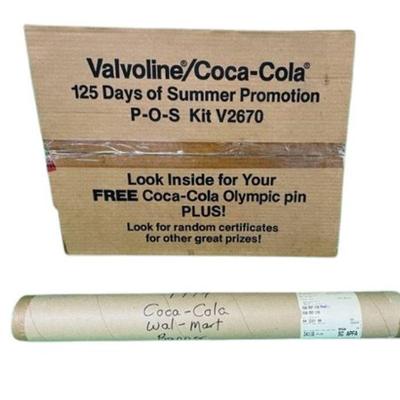 Valvoline®/Coca-Cola®
125 Days of Summer Promotion
P-O-S Kit V2670
Look Inside for Your
FREE Coca-Cola Olympic pin
PLUS!
Look for random certificates
for other great prizes!
Coca-Cola
Wal-Mart
Banner